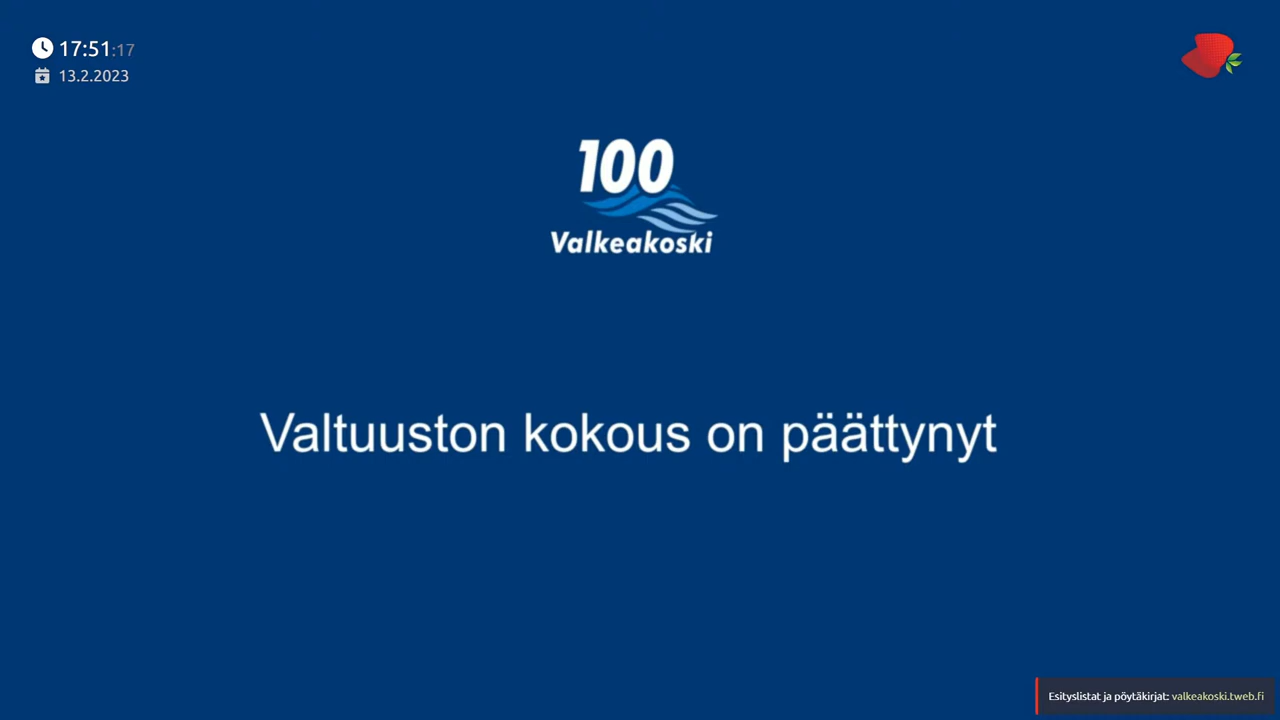 17:51:17
13.2.2023
100
Valkeakoski
Valtuuston kokous on päättynyt
Esityslistat ja pöytäkirjat: valkeakoski.tweb.fi